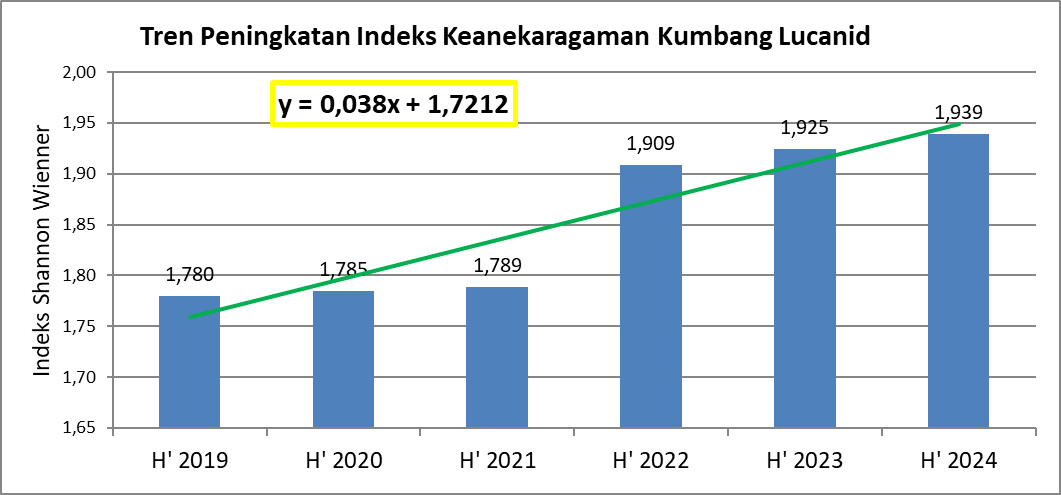 Tren Peningkatan Indeks Keanekaragaman Kumbang Lucanid
y = 0,038x + 1,7212
Indeks Shannon Wienner
2,00
1,95
1,90
1,85
1,80
1,75
1,70
1,65
1,780
1,785
1,789
1,909
1,925
1,939
H' 2019
H' 2020
H' 2021
H' 2022
H' 2023
H' 2024